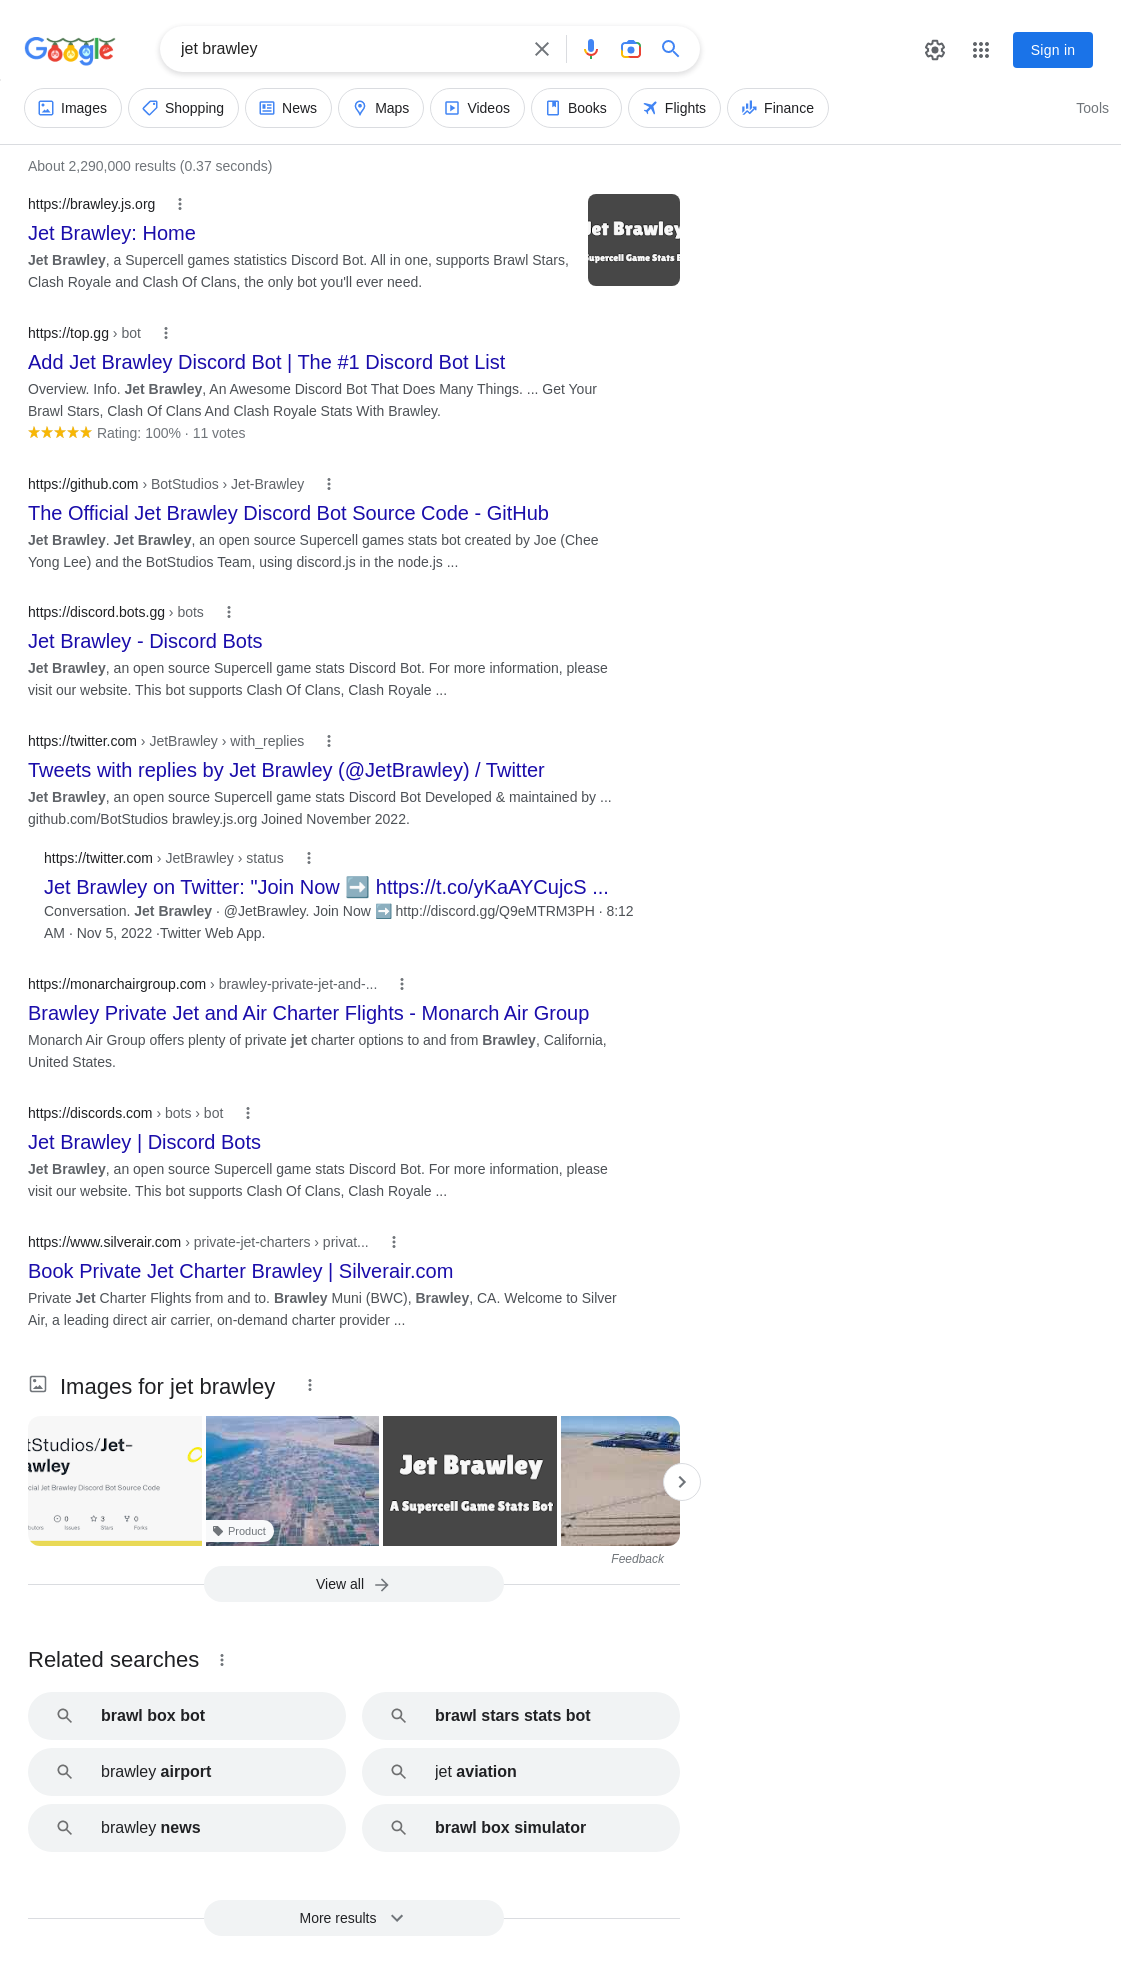 Google
jet brawley
Sign in
Images
Shopping
News
Maps
Videos
Books
Flights
Finance
Tools
About 2,290,000 results (0.37 seconds)
https://brawley.js.org
Jet Brawley: Home
Jet Brawley, a Supercell games statistics Discord Bot. All in one, supports Brawl Stars,
Clash Royale and Clash Of Clans, the only bot you'll ever need.
Jet Brawley
Supercell Game Stats B
https://top.gg › bot
Add Jet Brawley Discord Bot | The #1 Discord Bot List
Overview. Info. Jet Brawley, An Awesome Discord Bot That Does Many Things. ... Get Your
Brawl Stars, Clash Of Clans And Clash Royale Stats With Brawley.
Rating: 100% · 11 votes
https://github.com › BotStudios › Jet-Brawley
The Official Jet Brawley Discord Bot Source Code - GitHub
Jet Brawley. Jet Brawley, an open source Supercell games stats bot created by Joe (Chee
Yong Lee) and the BotStudios Team, using discord.js in the node.js ...
https://discord.bots.gg › bots
Jet Brawley - Discord Bots
Jet Brawley, an open source Supercell game stats Discord Bot. For more information, please
visit our website. This bot supports Clash Of Clans, Clash Royale ...
https://twitter.com › JetBrawley › with_replies
Tweets with replies by Jet Brawley (@JetBrawley) / Twitter
Jet Brawley, an open source Supercell game stats Discord Bot Developed & maintained by ...
github.com/BotStudios brawley.js.org Joined November 2022.
https://twitter.com › JetBrawley › status
Jet Brawley on Twitter: "Join Now ➡️ https://t.co/yKaAYCujcS ...
Conversation. Jet Brawley · @JetBrawley. Join Now ➡️ http://discord.gg/Q9eMTRM3PH · 8:12
AM · Nov 5, 2022 ·Twitter Web App.
https://monarchairgroup.com › brawley-private-jet-and-...
Brawley Private Jet and Air Charter Flights - Monarch Air Group
Monarch Air Group offers plenty of private jet charter options to and from Brawley, California,
United States.
https://discords.com › bots › bot
Jet Brawley | Discord Bots
Jet Brawley, an open source Supercell game stats Discord Bot. For more information, please
visit our website. This bot supports Clash Of Clans, Clash Royale ...
https://www.silverair.com › private-jet-charters › privat...
Book Private Jet Charter Brawley | Silverair.com
Private Jet Charter Flights from and to. Brawley Muni (BWC), Brawley, CA. Welcome to Silver
Air, a leading direct air carrier, on-demand charter provider ...
Images for jet brawley
tStudios/Jet-
awley
cial Jet Brawley Discord Bot Source Code
0 3 0
butors Issues Stars Forks
Product
Jet Brawley
A Supercell Game Stats Bot
Feedback
View all
Related searches
brawl box bot
brawl stars stats bot
brawley airport
jet aviation
brawley news
brawl box simulator
More results